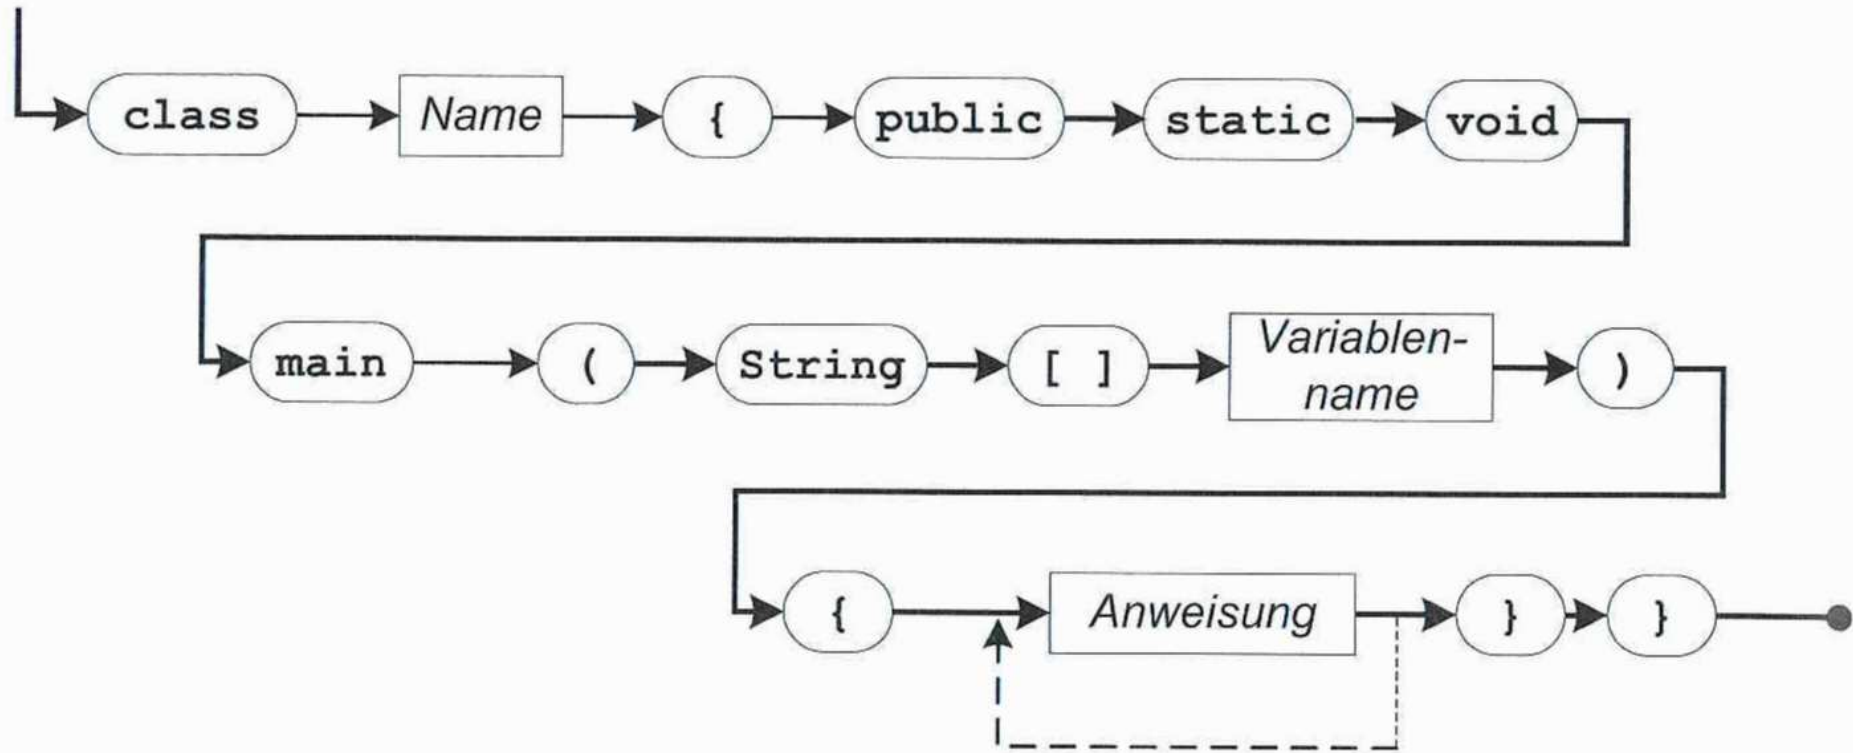 class Name { public static void
main ( String [ ] Variablen-
name )
{ Anweisung } }